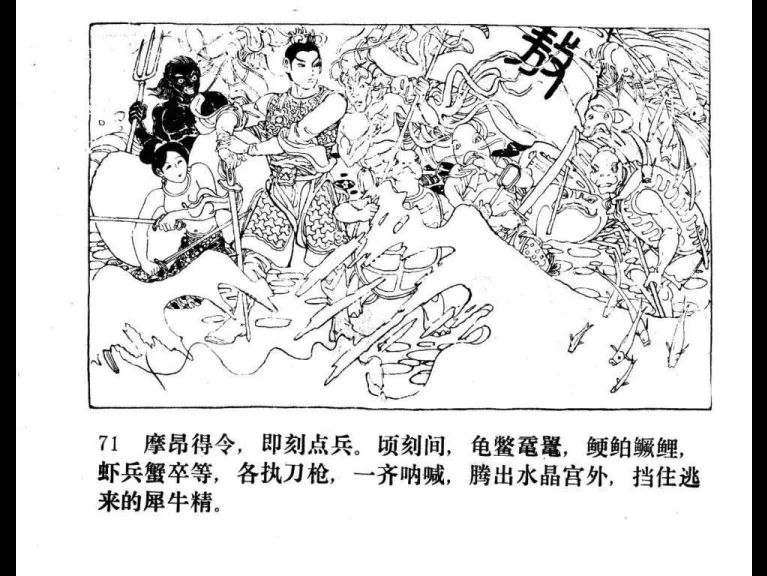 敖
71 摩昂得令，即刻点兵。顷刻间，龟鳖鼋鼍，鲠鲌鳜鲤，
虾兵蟹卒等，各执刀枪，一齐呐喊，腾出水晶宫外，挡住逃
来的犀牛精。